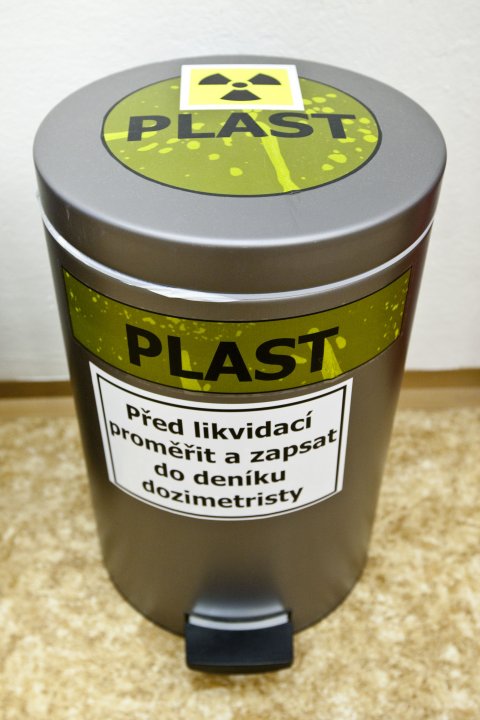 PLAST
PLAST
Před likvidací
proměřit a zapsat
do deníku
dozimetristy